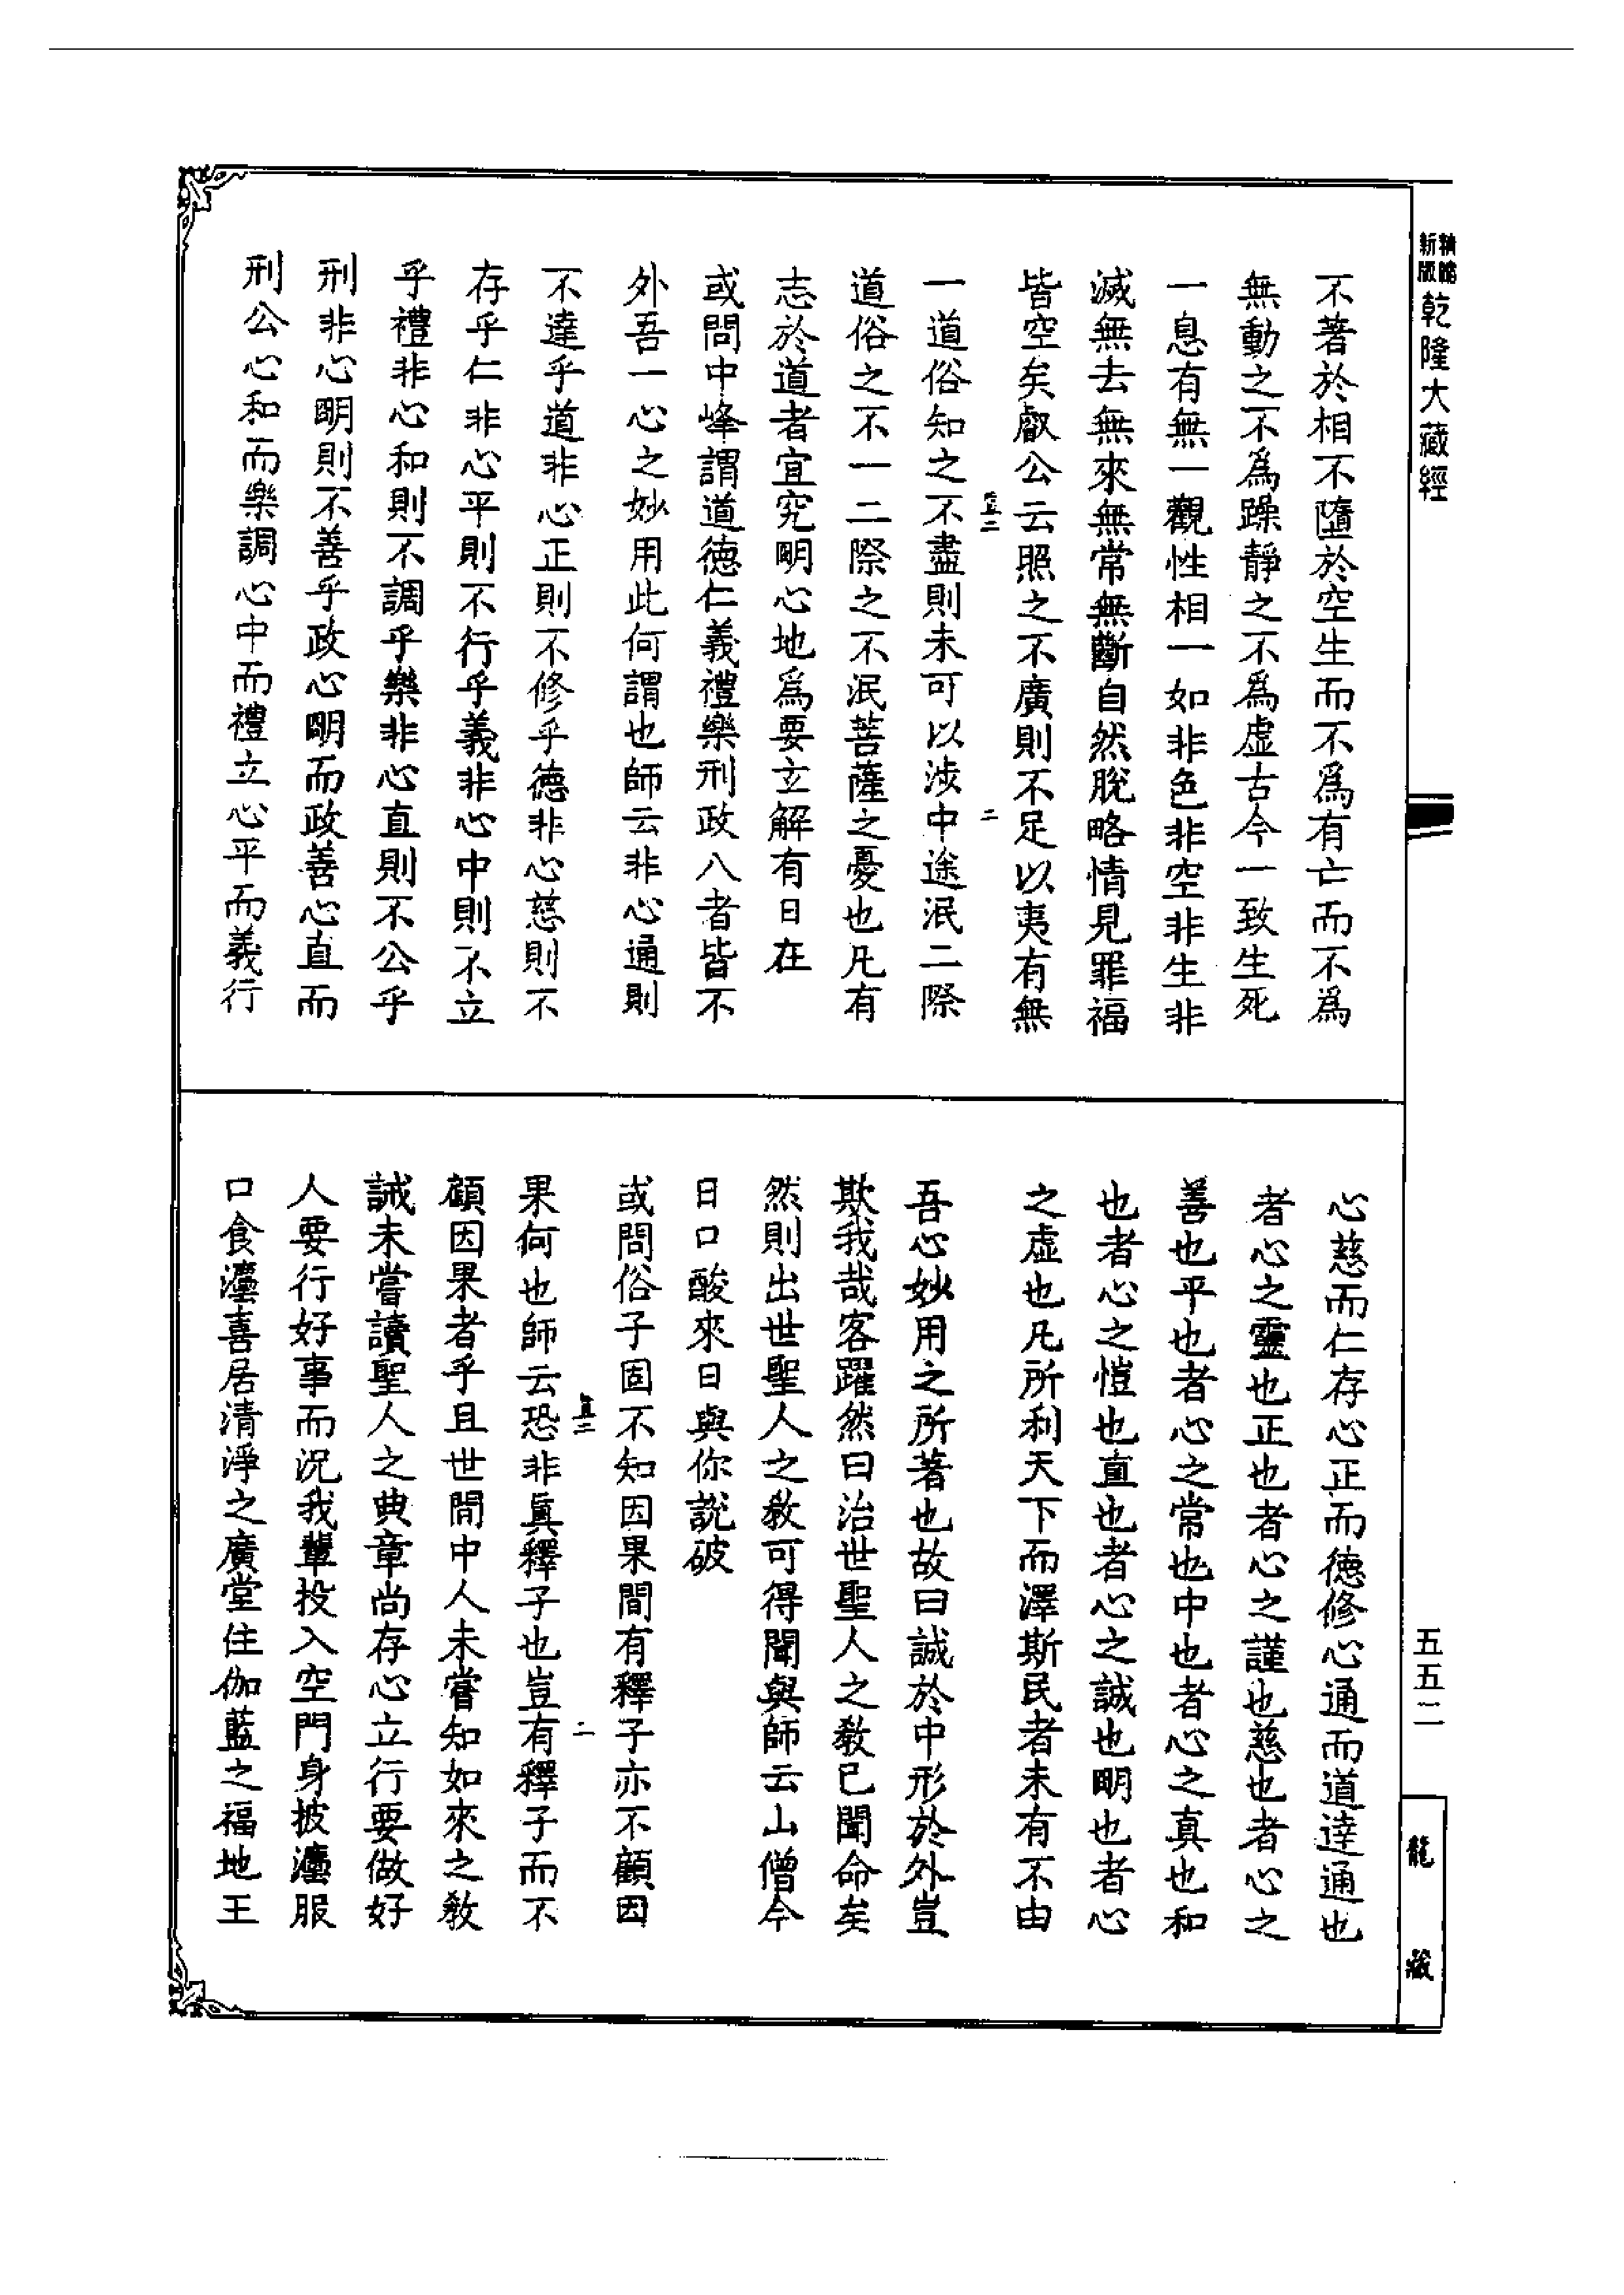 新版
精縮
乾隆大藏經
不著於相不墮於空生而不爲有亡而不爲
無動之不爲躁靜之不爲虛古今一致生死
一息有無一觀性相一如非色非空非生非
滅無去無來無常無斷自然脫略情見罪福
皆空矣叡公云照之不廣則不足以夷有無
一道俗知之不盡則未可以涉中途泯二際
道俗之不一二際之不泯菩薩之憂也凡有
志於道者宜究明心地爲要立解有日在
或問中峰謂道德仁義禮樂刑政八者皆不
外吾一心之妙用此何謂也師云非心通則
不達乎道非心正則不修乎德非心慈則不
存乎仁非心平則不行乎義非心中則不立
乎禮非心和則不調乎樂非心直則不公乎
刑非心明則不善乎政心明而政善心直而
刑公心和而樂調心中而禮立心平而義行
心慈而仁存心正而德修心通而道達通也
者心之靈也正也者心之謹也慈也者心之
善也平也者心之常也中也者心之真也和
也者心之愷也直也者心之誠也明也者心
之虛也凡所利天下而澤斯民者未有不由
吾心妙用之所著也故曰誠於中形於外豈
欺我哉客躍然曰治世聖人之教已聞命矣
然則出世聖人之教可得聞與師云山僧今
日口酸來日與你說破
或問俗子固不知因果間有釋子亦不顧因
果何也師云恐非真釋子也豈有釋子而不
顧因果者乎且世間中人未嘗知如來之教
誡未嘗讀聖人之典章尚存心立行要做好
人要行好事而況我輩投入空門身披灋服
口食灋喜居清淨之廣堂住伽藍之福地王
五五二
龍藏